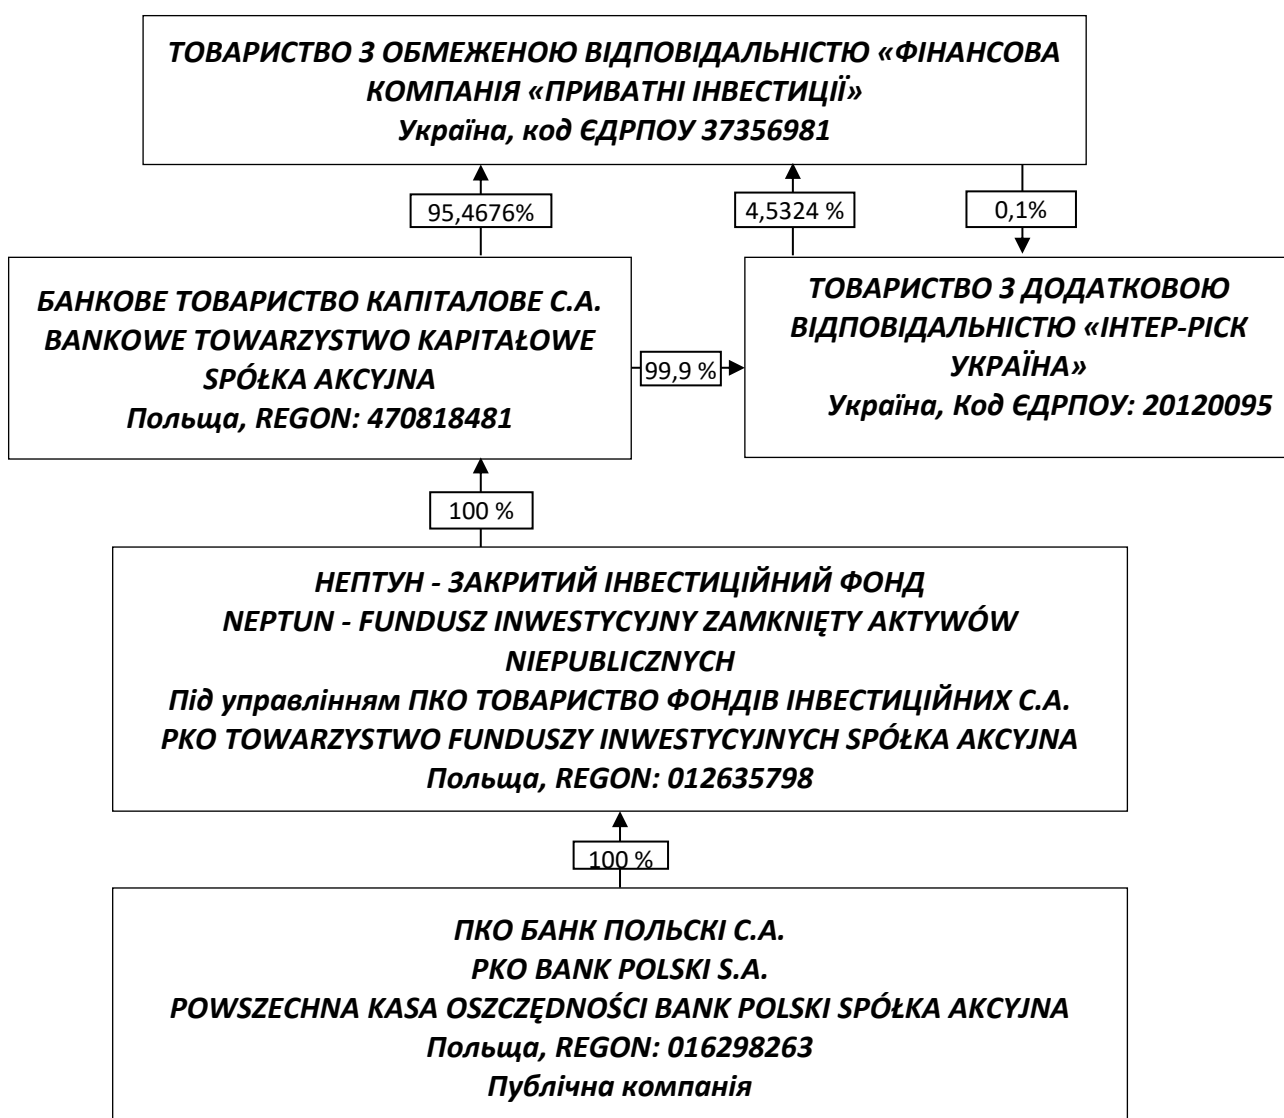 ТОВАРИСТВО З ОБМЕЖЕНОЮ ВІДПОВІДАЛЬНІСТЮ «ФІНАНСОВА
КОМПАНІЯ «ПРИВАТНІ ІНВЕСТИЦІЇ»
Україна, код ЄДРПОУ 37356981
95,4676%
4,5324 %
0,1%
БАНКОВЕ ТОВАРИСТВО КАПІТАЛОВЕ С.А.
BANKOWE TOWARZYSTWO KAPITAŁOWE
SPÓŁKA AKCYJNA
Польща, REGON: 470818481
99,9 %
ТОВАРИСТВО З ДОДАТКОВОЮ
ВІДПОВІДАЛЬНІСТЮ «ІНТЕР-РІСК
УКРАЇНА»
Україна, Код ЄДРПОУ: 20120095
100 %
НЕПТУН - ЗАКРИТИЙ ІНВЕСТИЦІЙНИЙ ФОНД
NEPTUN - FUNDUSZ INWESTYCYJNY ZAMKNIĘTY AKTYWÓW
NIEPUBLICZNYCH
Під управлінням ПКО ТОВАРИСТВО ФОНДІВ ІНВЕСТИЦІЙНИХ С.А.
PKO TOWARZYSTWO FUNDUSZY INWESTYCYJNYCH SPÓŁKA AKCYJNA
Польща, REGON: 012635798
100 %
ПКО БАНК ПОЛЬСКІ С.А.
PKO BANK POLSKI S.A.
POWSZECHNA KASA OSZCZĘDNOŚCI BANK POLSKI SPÓŁKA AKCYJNA
Польща, REGON: 016298263
Публічна компанія